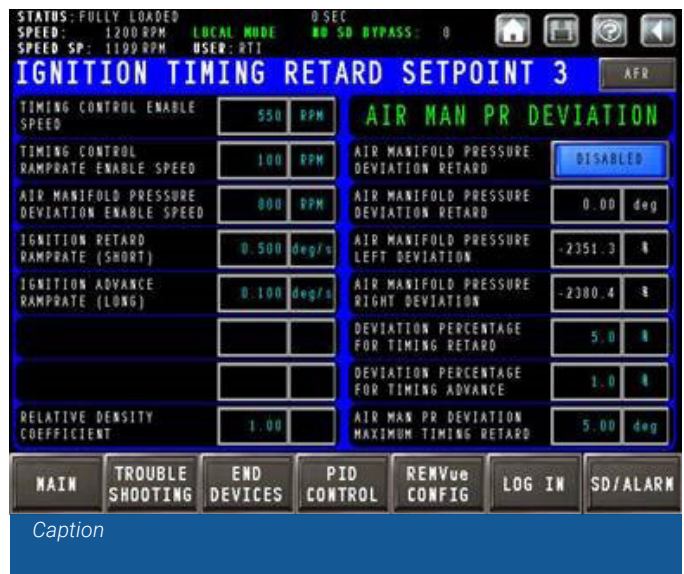 STATUS: FULLY LOADED 0 SEC
SPEED: 1200 RPM LOCAL MODE NO SD BYPASS: 0
SPEED SP: 1199 RPM USER: RTI
IGNITION TIMING RETARD SETPOINT 3 AFR
TIMING CONTROL ENABLE
SPEED
550 RPM
TIMING CONTROL
RAMPRATE ENABLE SPEED
100 RPM
AIR MANIFOLD PRESSURE
DEVIATION ENABLE SPEED
800 RPM
IGNITION RETARD
RAMPRATE (SHORT)
0.500 deg/s
IGNITION ADVANCE
RAMPRATE (LONG)
0.100 deg/s
RELATIVE DENSITY
COEFFICIENT
1.00
AIR MAN PR DEVIATION
AIR MANIFOLD PRESSURE
DEVIATION RETARD
DISABLED
AIR MANIFOLD PRESSURE
DEVIATION RETARD
0.00 deg
AIR MANIFOLD PRESSURE
LEFT DEVIATION
-2351.3 %
AIR MANIFOLD PRESSURE
RIGHT DEVIATION
-2380.4 %
DEVIATION PERCENTAGE
FOR TIMING RETARD
5.0 %
DEVIATION PERCENTAGE
FOR TIMING ADVANCE
1.0 %
AIR MAN PR DEVIATION
MAXIMUM TIMING RETARD
5.00 deg
MAIN
TROUBLE
SHOOTING
END
DEVICES
PID
CONTROL
REMVue
CONFIG
LOG IN
SD/ALARM
Caption